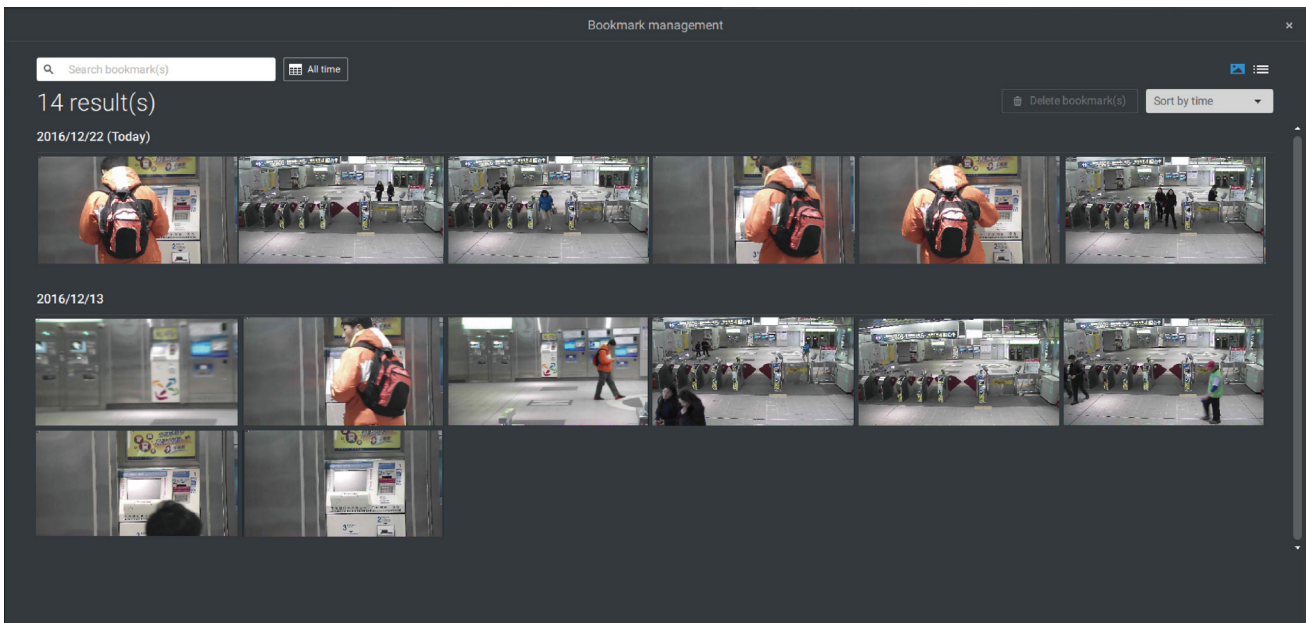 Bookmark management
×
Search bookmark(s)
All time
14 result(s)
Delete bookmark(s)
Sort by time
2016/12/22 (Today)
2016/12/13